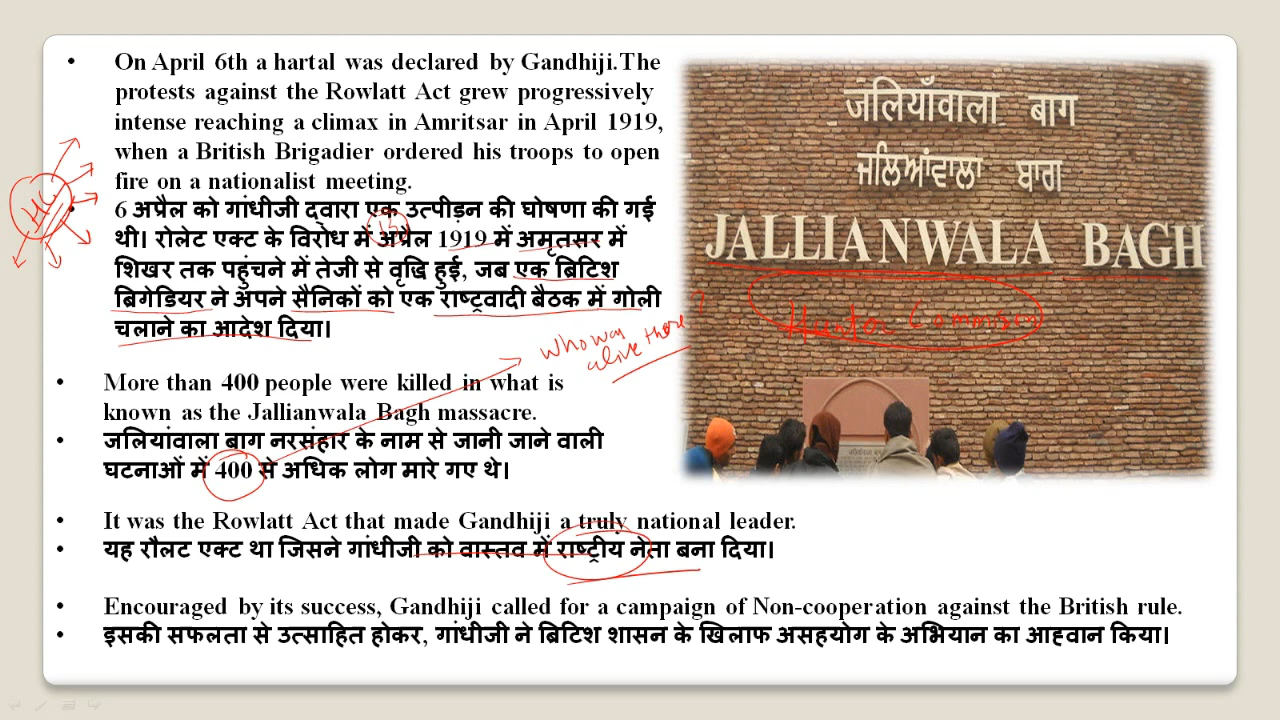 On April 6th a hartal was declared by Gandhiji.The
protests against the Rowlatt Act grew progressively
intense reaching a climax in Amritsar in April 1919,
when a British Brigadier ordered his troops to open
fire on a nationalist meeting.
6 अप्रैल को गांधीजी द्वारा एक उत्पीड़न की घोषणा की गई
थी। रोलेट एक्ट के विरोध में अप्रैल 1919 में अमृतसर में
शिखर तक पहुंचने में तेजी से वृद्धि हुई, जब एक ब्रिटिश
ब्रिगेडियर ने अपने सैनिकों को एक राष्ट्रवादी बैठक में गोली
चलाने का आदेश दिया।
13
HC
More than 400 people were killed in what is
known as the Jallianwala Bagh massacre.
जलियांवाला बाग नरसंहार के नाम से जानी जाने वाली
घटनाओं में 400 से अधिक लोग मारे गए थे।
It was the Rowlatt Act that made Gandhiji a truly national leader.
यह रौलट एक्ट था जिसने गांधीजी को वास्तव में राष्ट्रीय नेता बना दिया।
Encouraged by its success, Gandhiji called for a campaign of Non-cooperation against the British rule.
इसकी सफलता से उत्साहित होकर, गांधीजी ने ब्रिटिश शासन के खिलाफ असहयोग के अभियान का आह्वान किया।
जलियाँवाला बाग
ਜਲਿਆਂਵਾਲਾ ਬਾਗ
JALLIANWALA BAGH
Hunter
who was
alive there ?